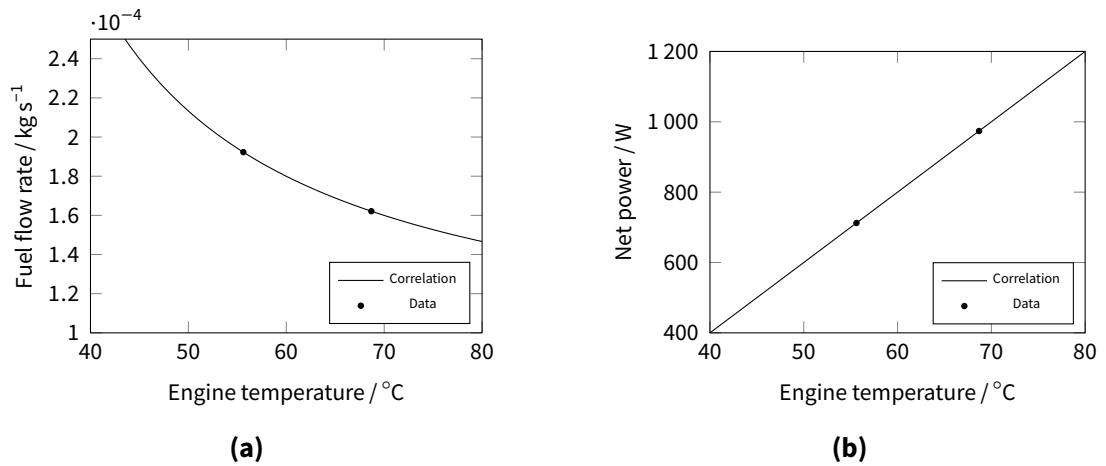 ·10−4
2.4
2.2
2
1.8
1.6
1.4
1.2
1
40 50 60 70 80
Fuel flow rate / kg s−1
Engine temperature / °C
Correlation
Data
(a)
1 200
1 000
800
600
400
40 50 60 70 80
Net power / W
Engine temperature / °C
Correlation
Data
(b)